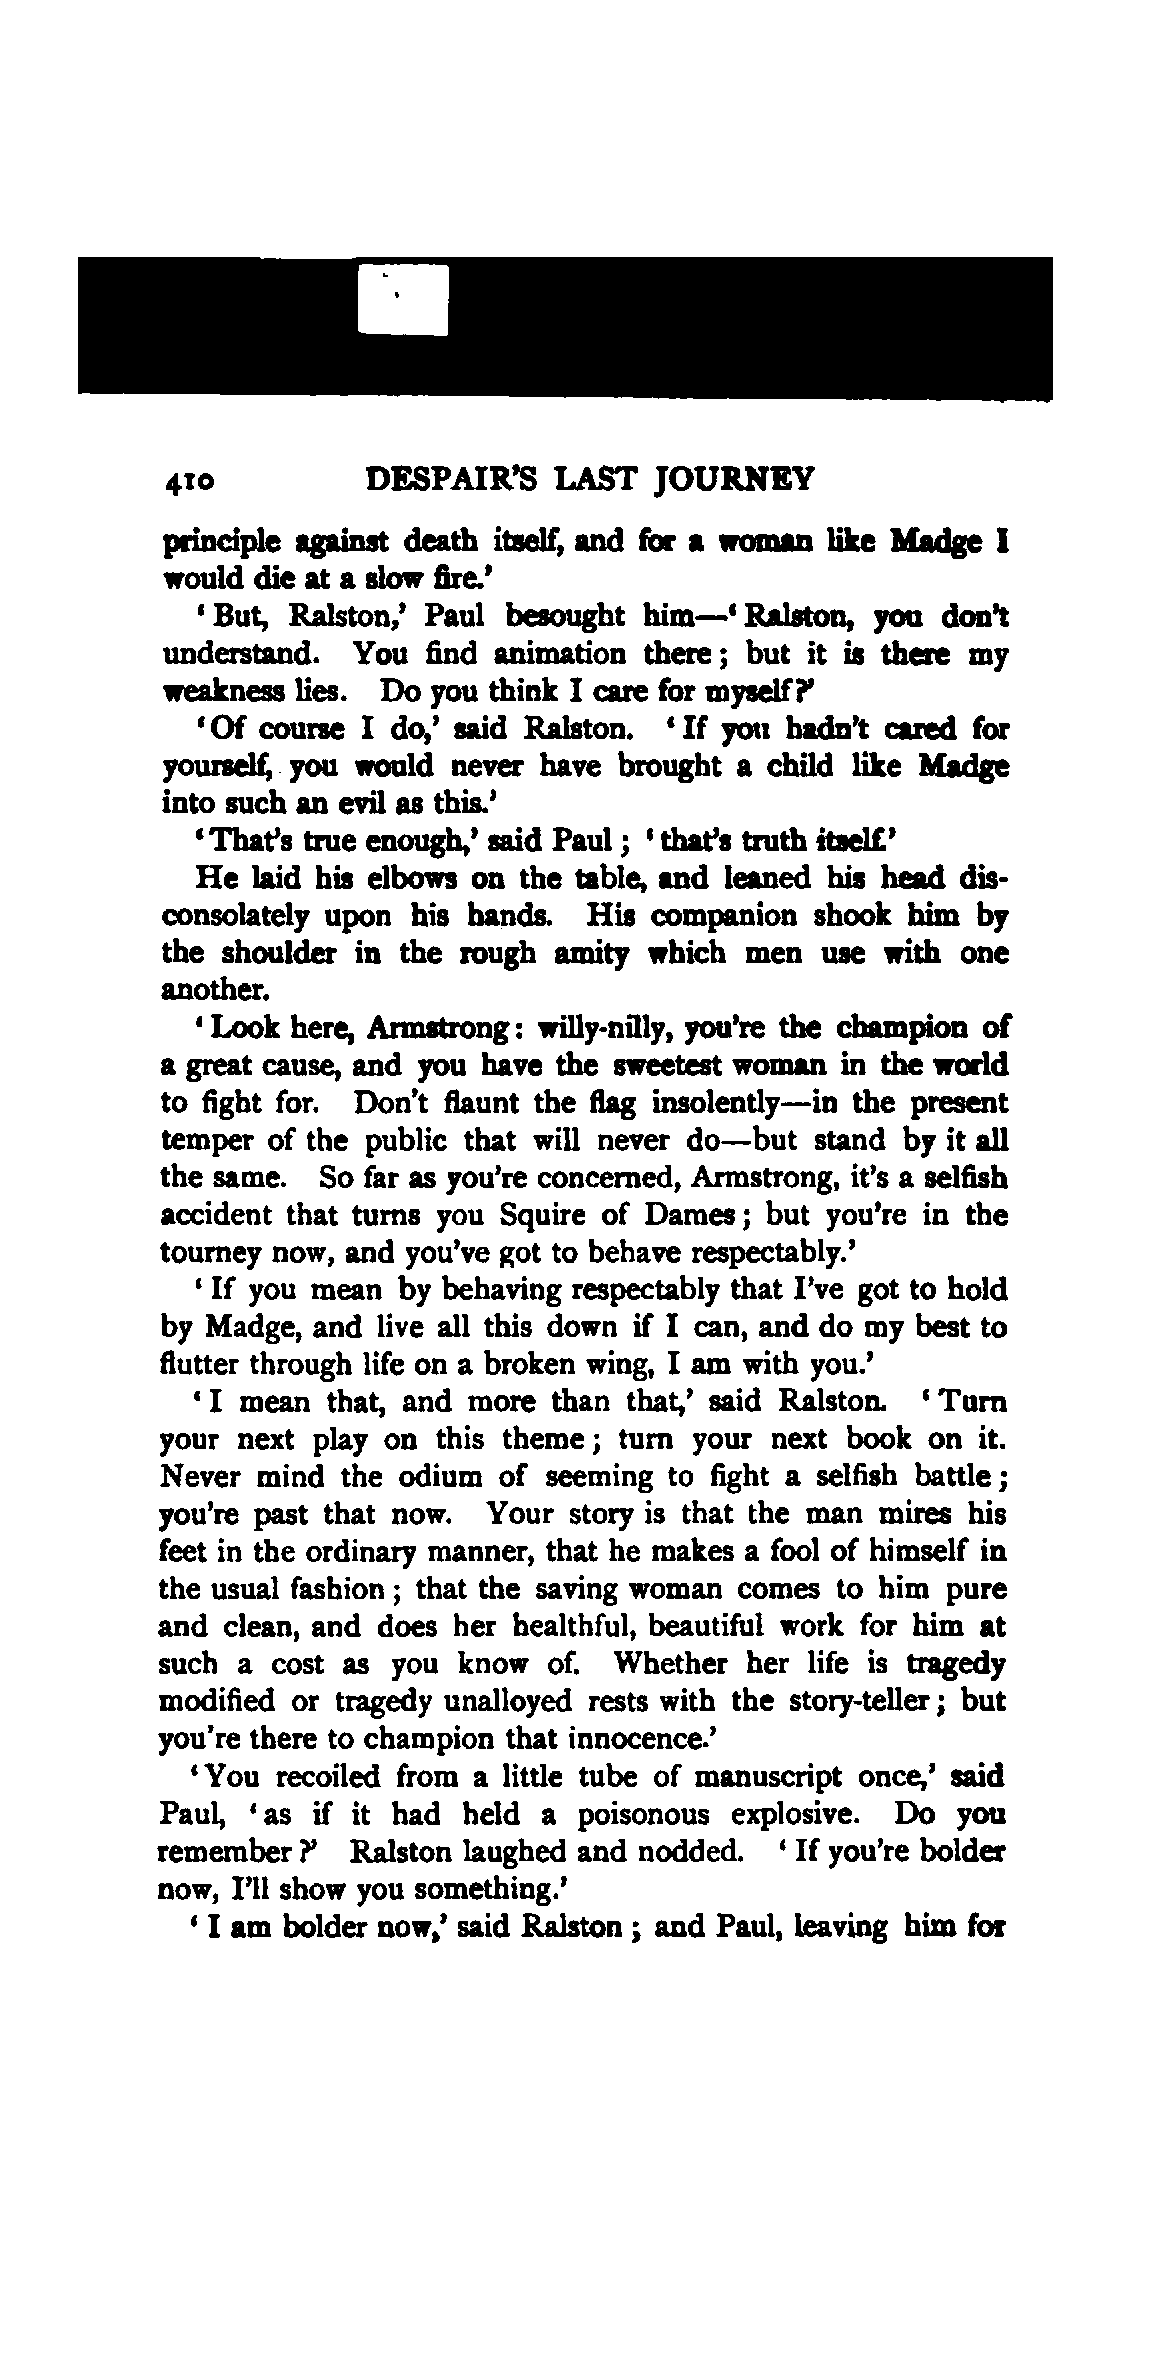 410 DESPAIR'S LAST JOURNEY
principle against death itself, and for a woman like Madge I
would die at a slow fire.'
'But, Ralston,' Paul besought him—'Ralston, you don't
understand. You find animation there; but it is there my
weakness lies. Do you think I care for myself?'
'Of course I do,' said Ralston. 'If you hadn't cared for
yourself, you would never have brought a child like Madge
into such an evil as this.'
'That's true enough,' said Paul; 'that's truth itself.'
He laid his elbows on the table, and leaned his head dis-
consolately upon his hands. His companion shook him by
the shoulder in the rough amity which men use with one
another.
'Look here, Armstrong: willy-nilly, you're the champion of
a great cause, and you have the sweetest woman in the world
to fight for. Don't flaunt the flag insolently—in the present
temper of the public that will never do—but stand by it all
the same. So far as you're concerned, Armstrong, it's a selfish
accident that turns you Squire of Dames; but you're in the
tourney now, and you've got to behave respectably.'
'If you mean by behaving respectably that I've got to hold
by Madge, and live all this down if I can, and do my best to
flutter through life on a broken wing, I am with you.'
'I mean that, and more than that,' said Ralston. 'Turn
your next play on this theme; turn your next book on it.
Never mind the odium of seeming to fight a selfish battle;
you're past that now. Your story is that the man mires his
feet in the ordinary manner, that he makes a fool of himself in
the usual fashion; that the saving woman comes to him pure
and clean, and does her healthful, beautiful work for him at
such a cost as you know of. Whether her life is tragedy
modified or tragedy unalloyed rests with the story-teller; but
you're there to champion that innocence.'
'You recoiled from a little tube of manuscript once,' said
Paul, 'as if it had held a poisonous explosive. Do you
remember?' Ralston laughed and nodded. 'If you're bolder
now, I'll show you something.'
'I am bolder now,' said Ralston; and Paul, leaving him for